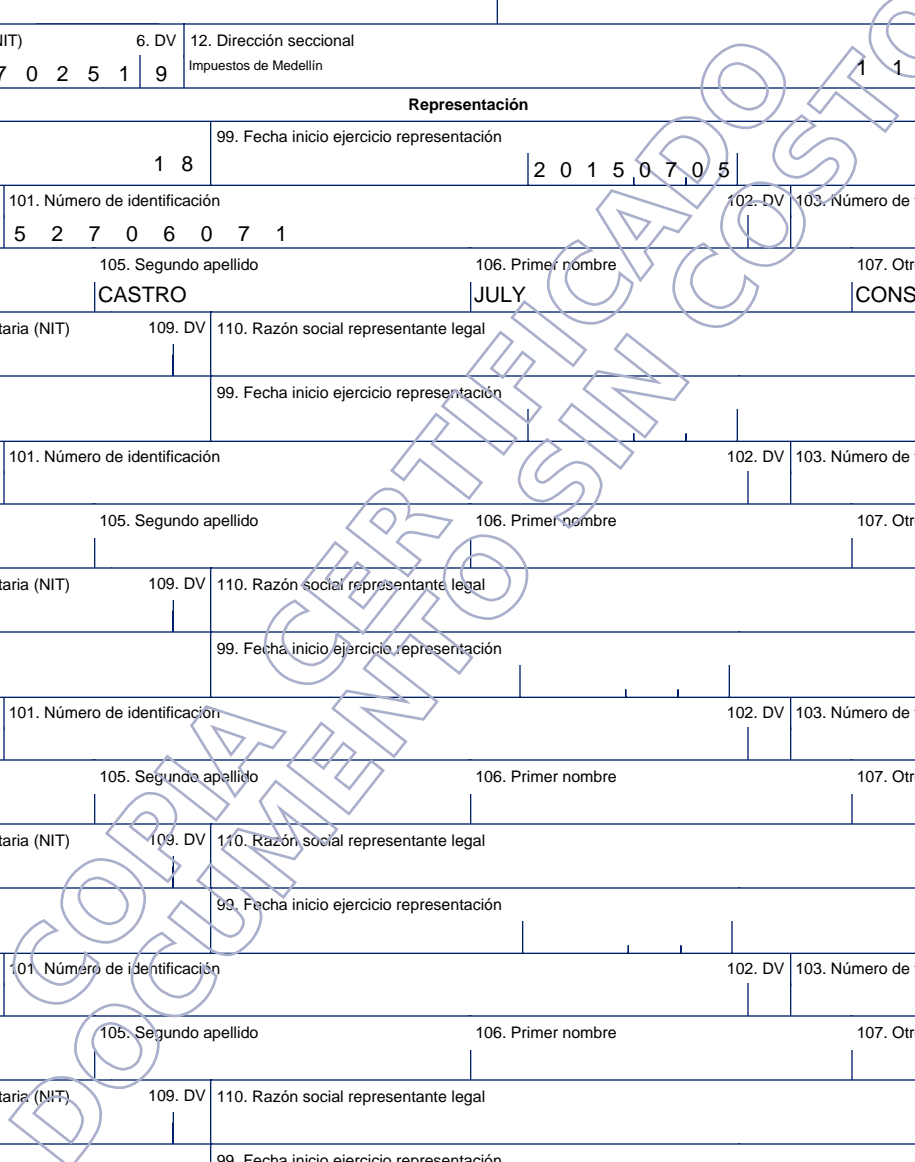 IT) 6. DV 12. Dirección seccional
7 0 2 5 1 9 Impuestos de Medellín 1 1
Representación
99. Fecha inicio ejercicio representación
1 8 2 0 1 5 0 7 0 5
101. Número de identificación 102. DV 103. Número de
5 2 7 0 6 0 7 1
105. Segundo apellido 106. Primer nombre 107. Otr
CASTRO JULY CONS
taria (NIT) 109. DV 110. Razón social representante legal
99. Fecha inicio ejercicio representación
101. Número de identificación 102. DV 103. Número de
105. Segundo apellido 106. Primer nombre 107. Otr
taria (NIT) 109. DV 110. Razón social representante legal
99. Fecha inicio ejercicio representación
101. Número de identificación 102. DV 103. Número de
105. Segundo apellido 106. Primer nombre 107. Otr
taria (NIT) 109. DV 110. Razón social representante legal
99. Fecha inicio ejercicio representación
101. Número de identificación 102. DV 103. Número de
105. Segundo apellido 106. Primer nombre 107. Otr
taria (NIT) 109. DV 110. Razón social representante legal
99. Fecha inicio ejercicio representación
COPIA CERTIFICADO
DOCUMENTO SIN COSTO